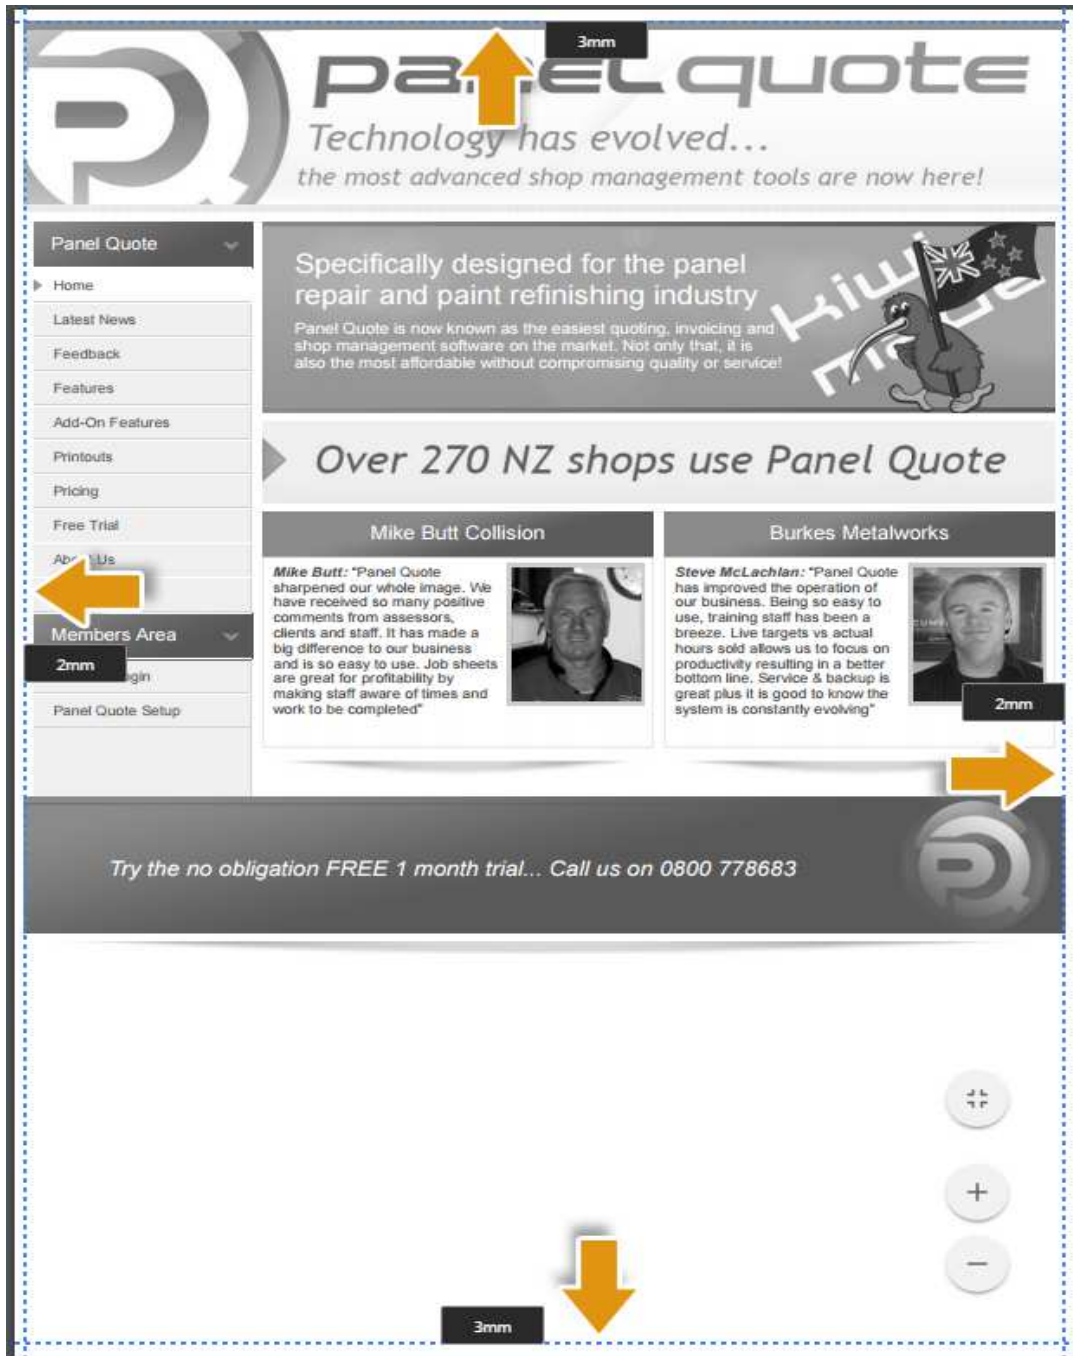 3mm
panelquote
Technology has evolved...
the most advanced shop management tools are now here!
Panel Quote
Home
Latest News
Feedback
Features
Add-On Features
Printouts
Pricing
Free Trial
About Us
Members Area
2mm
Panel Quote Setup
Specifically designed for the panel
repair and paint refinishing industry
Panel Quote is now known as the easiest quoting, invoicing and
shop management software on the market. Not only that, it is
also the most affordable without compromising quality or service!
kiwi
made
Over 270 NZ shops use Panel Quote
Mike Butt Collision
Mike Butt: "Panel Quote
sharpened our whole image. We
have received so many positive
comments from assessors,
clients and staff. It has made a
big difference to our business
and is so easy to use. Job sheets
are great for profitability by
making staff aware of times and
work to be completed"
Burkes Metalworks
Steve McLachlan: "Panel Quote
has improved the operation of
our business. Being so easy to
use, training staff has been a
breeze. Live targets vs actual
hours sold allows us to focus on
productivity resulting in a better
bottom line. Service & backup is
great plus it is good to know the
system is constantly evolving"
2mm
Try the no obligation FREE 1 month trial... Call us on 0800 778683
3mm